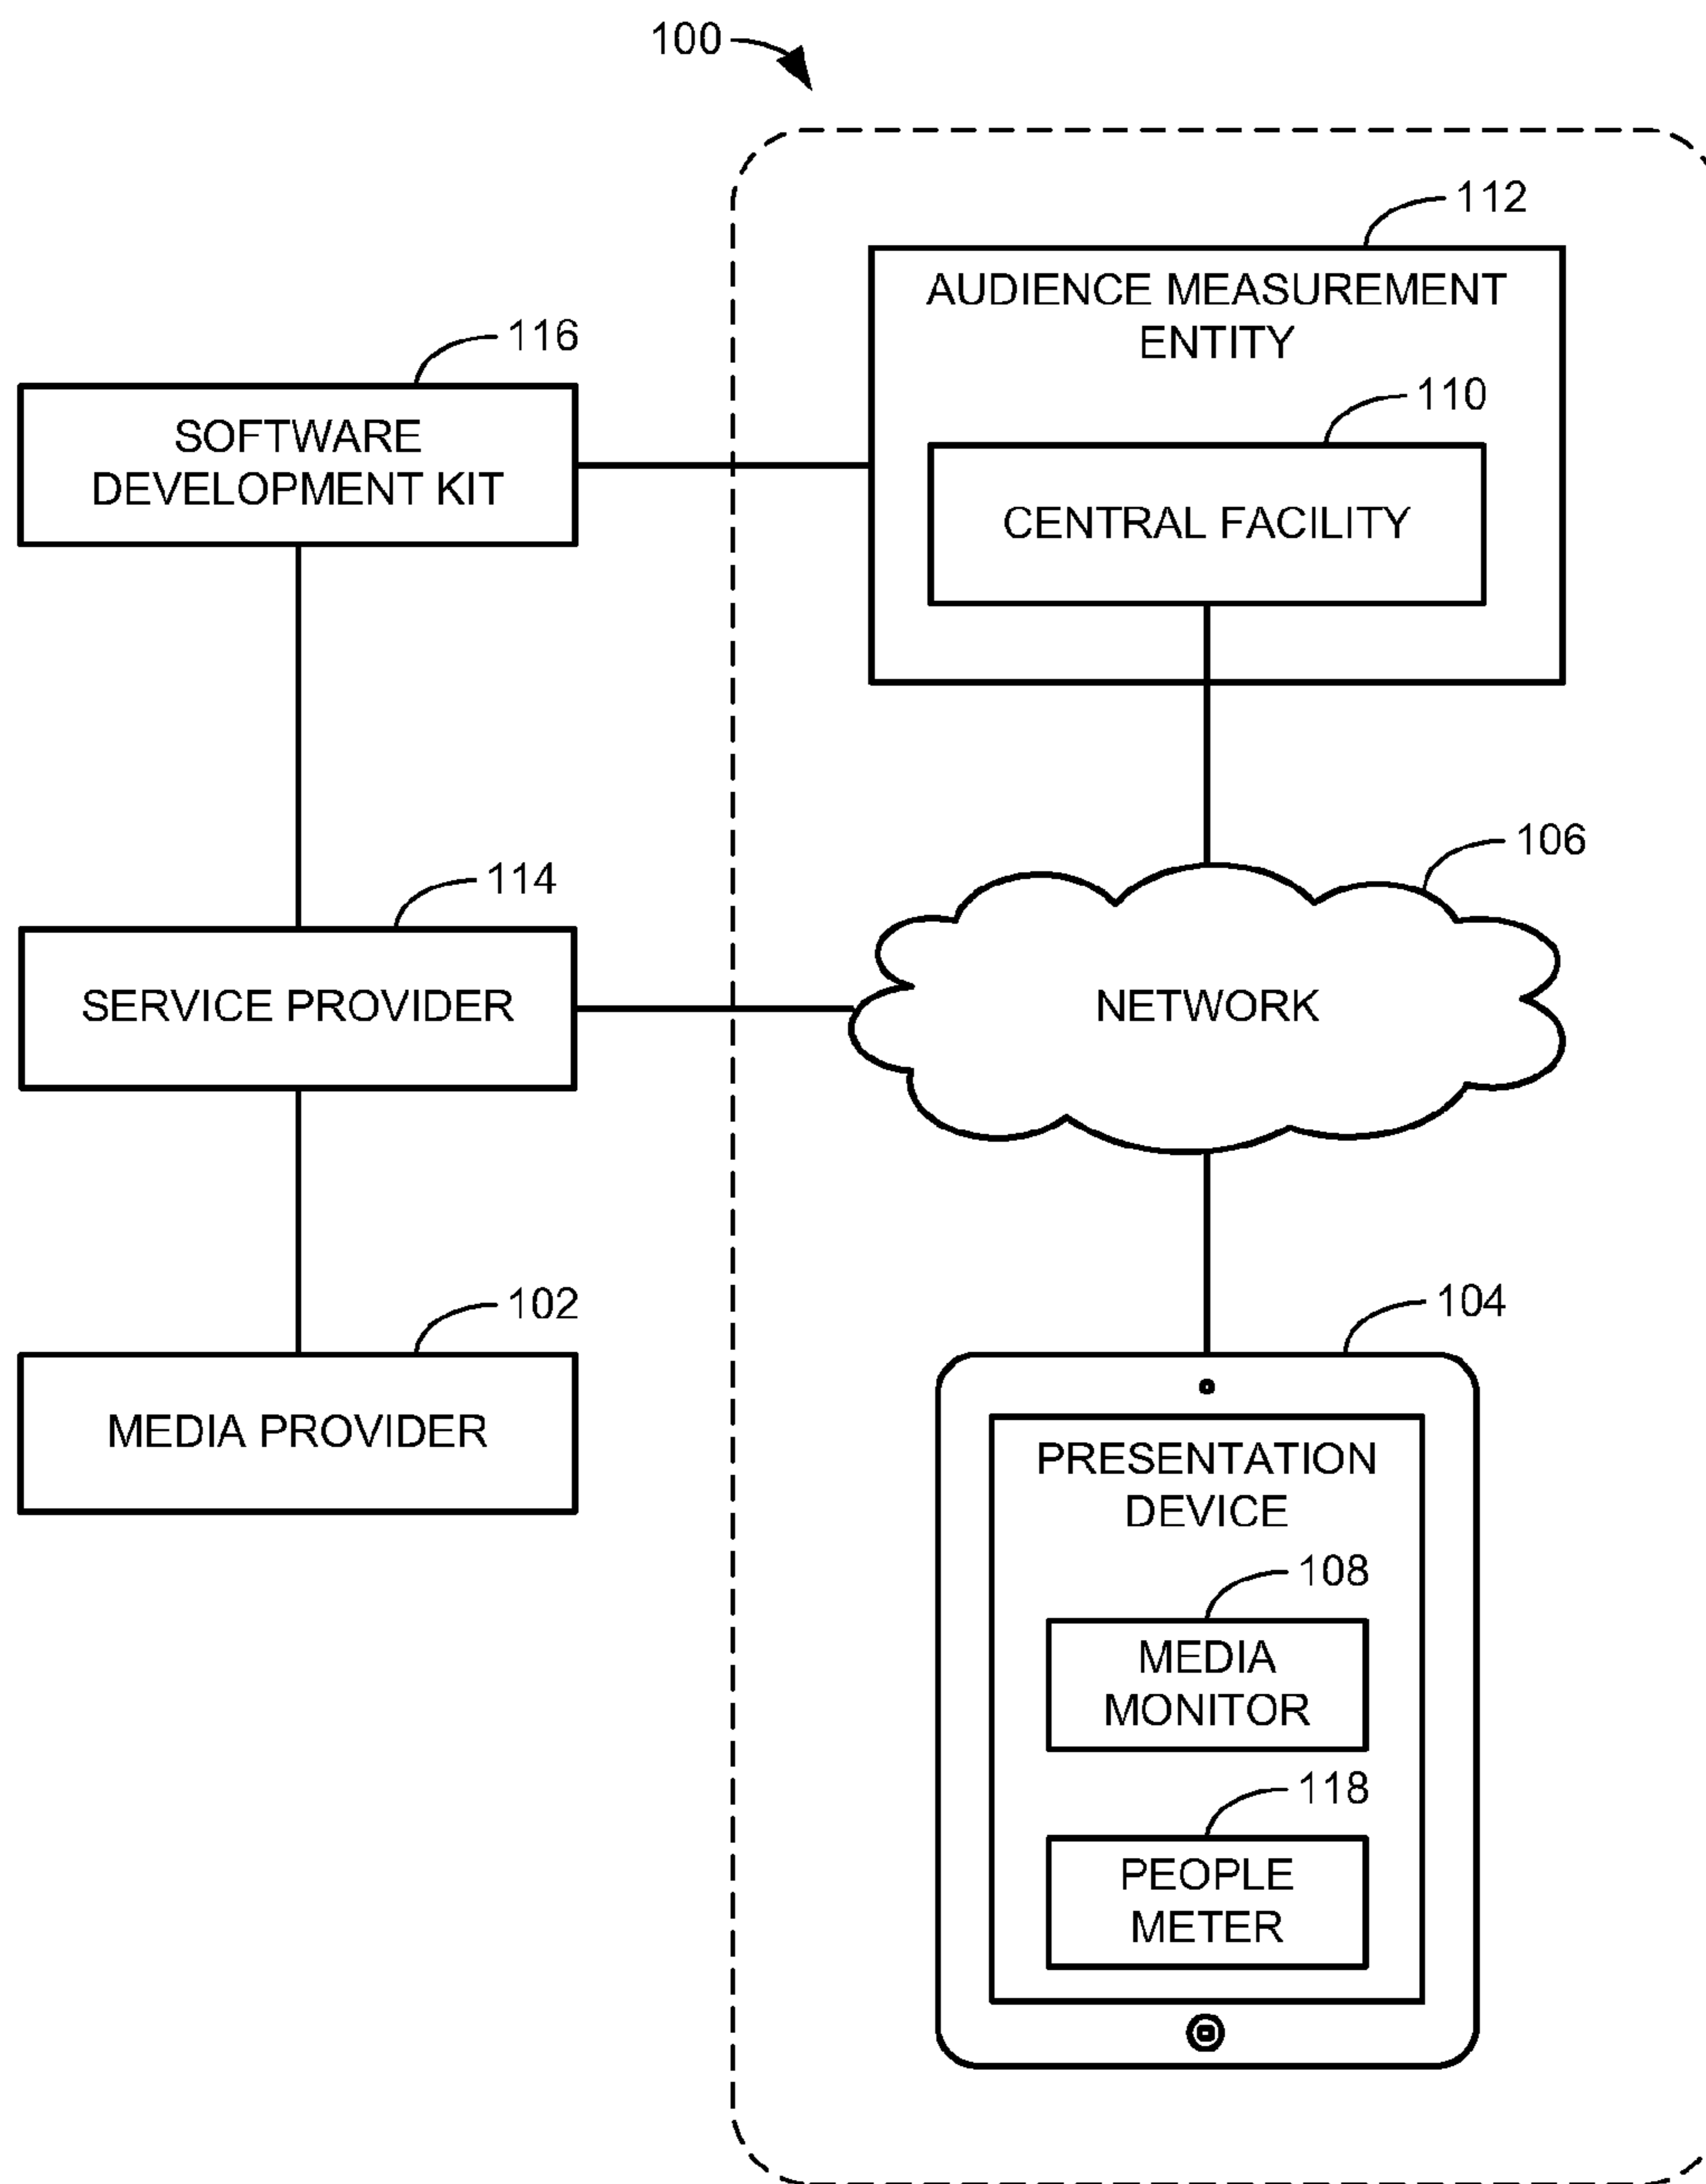 100
112
AUDIENCE MEASUREMENT
ENTITY
116
110
SOFTWARE
DEVELOPMENT KIT
CENTRAL FACILITY
106
114
SERVICE PROVIDER
NETWORK
102
104
MEDIA PROVIDER
PRESENTATION
DEVICE
108
MEDIA
MONITOR
118
PEOPLE
METER